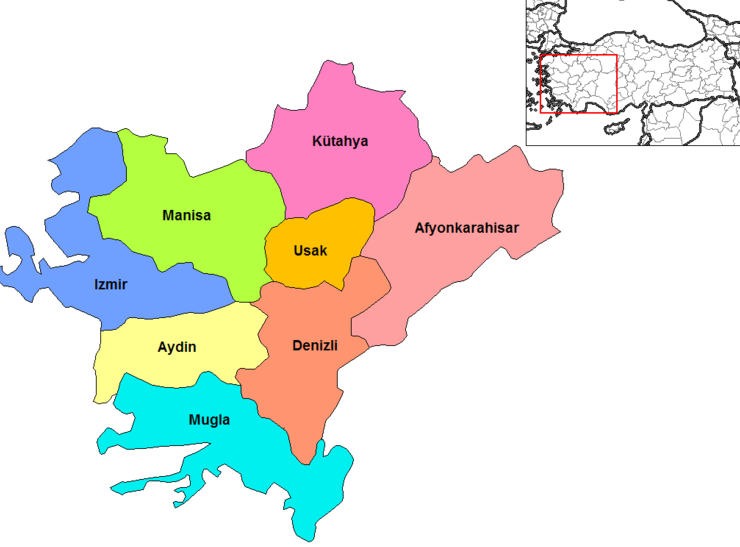 Kütahya
Manisa
Afyonkarahisar
Usak
Izmir
Aydin
Denizli
Mugla